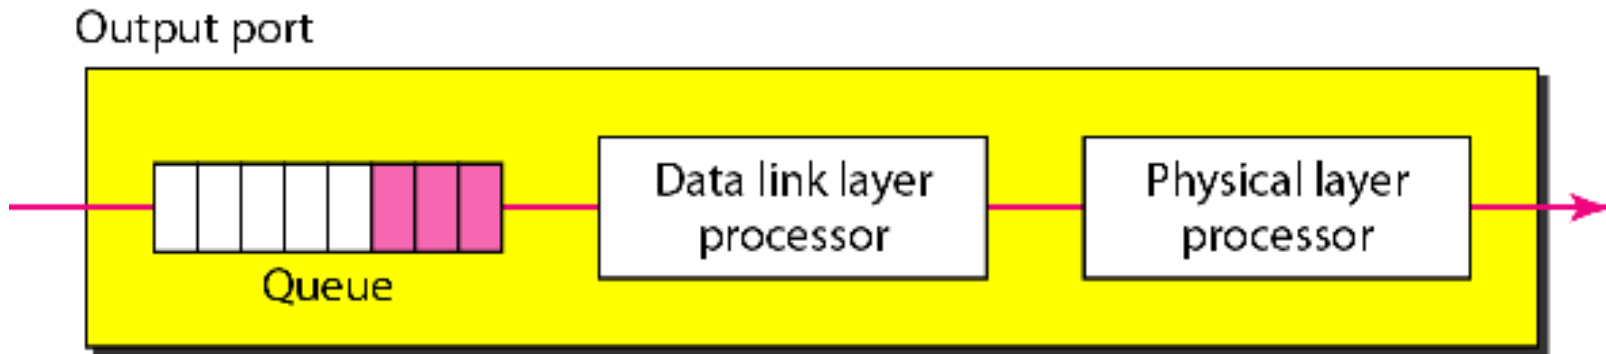 Output port
Queue
Data link layer
processor
Physical layer
processor